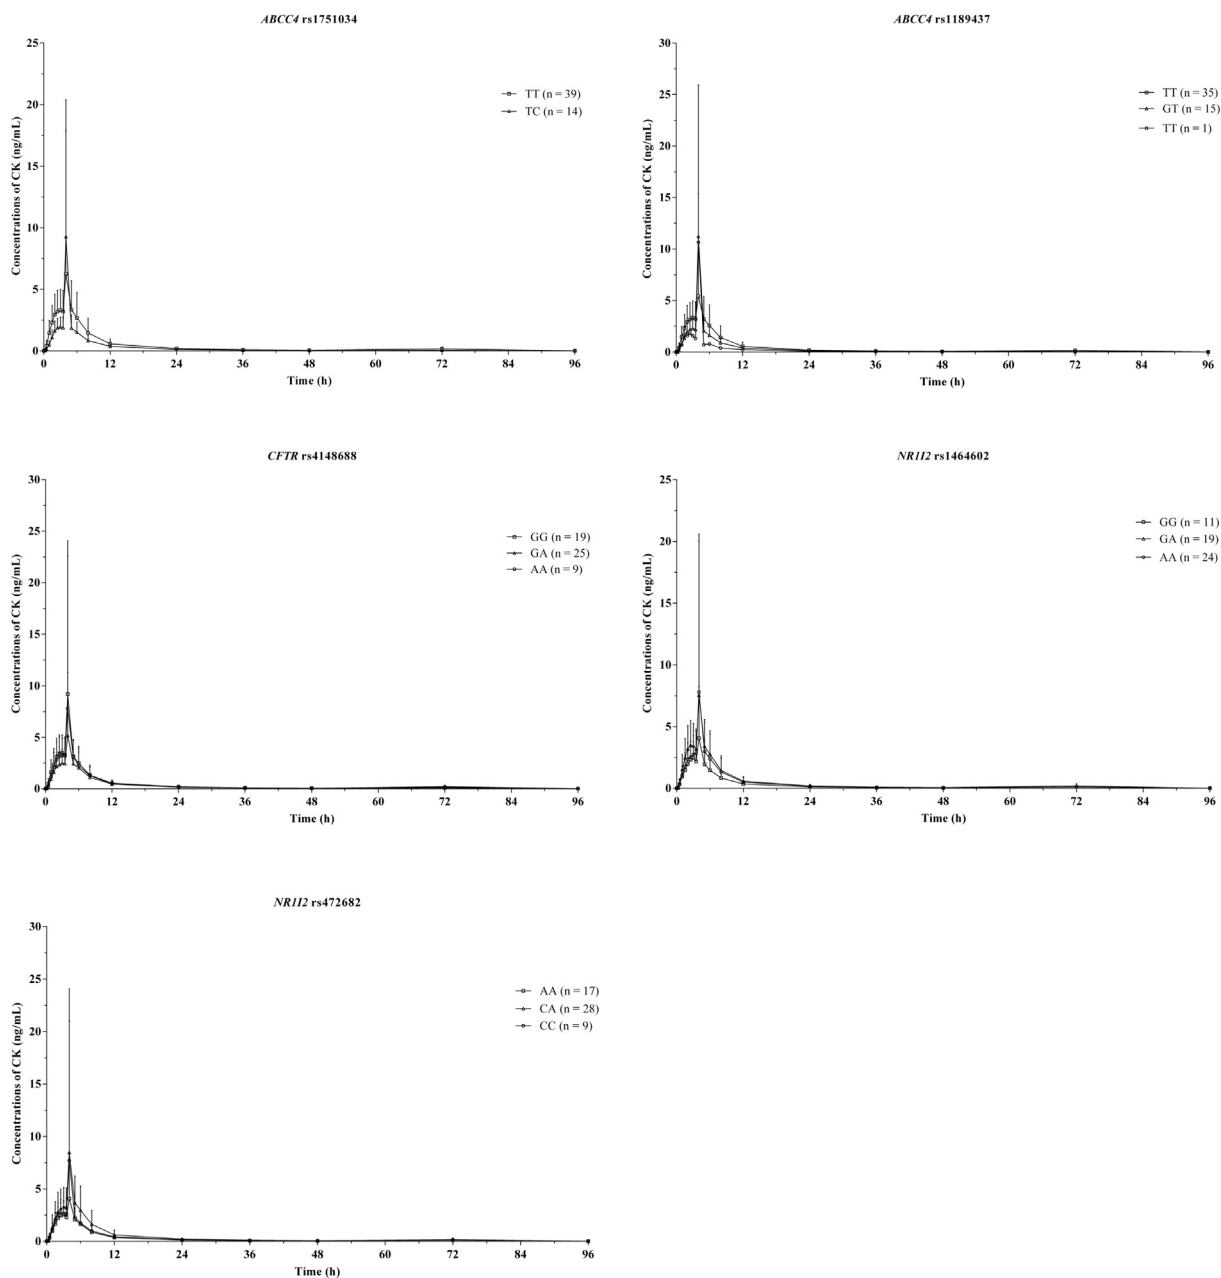 ABCC4 rs1751034
Concentrations of CK (ng/mL)
25
20
15
10
5
0
TT (n = 39)
TC (n = 14)
0 12 24 36 48 60 72 84 96
Time (h)
ABCC4 rs1189437
Concentrations of CK (ng/mL)
30
25
20
15
10
5
0
TT (n = 35)
GT (n = 15)
TT (n = 1)
0 12 24 36 48 60 72 84 96
Time (h)
CFTR rs4148688
Concentrations of CK (ng/mL)
30
25
20
15
10
5
0
GG (n = 19)
GA (n = 25)
AA (n = 9)
0 12 24 36 48 60 72 84 96
Time (h)
NR1I2 rs1464602
Concentrations of CK (ng/mL)
25
20
15
10
5
0
GG (n = 11)
GA (n = 19)
AA (n = 24)
0 12 24 36 48 60 72 84 96
Time (h)
NR1I2 rs472682
Concentrations of CK (ng/mL)
30
25
20
15
10
5
0
AA (n = 17)
CA (n = 28)
CC (n = 9)
0 12 24 36 48 60 72 84 96
Time (h)